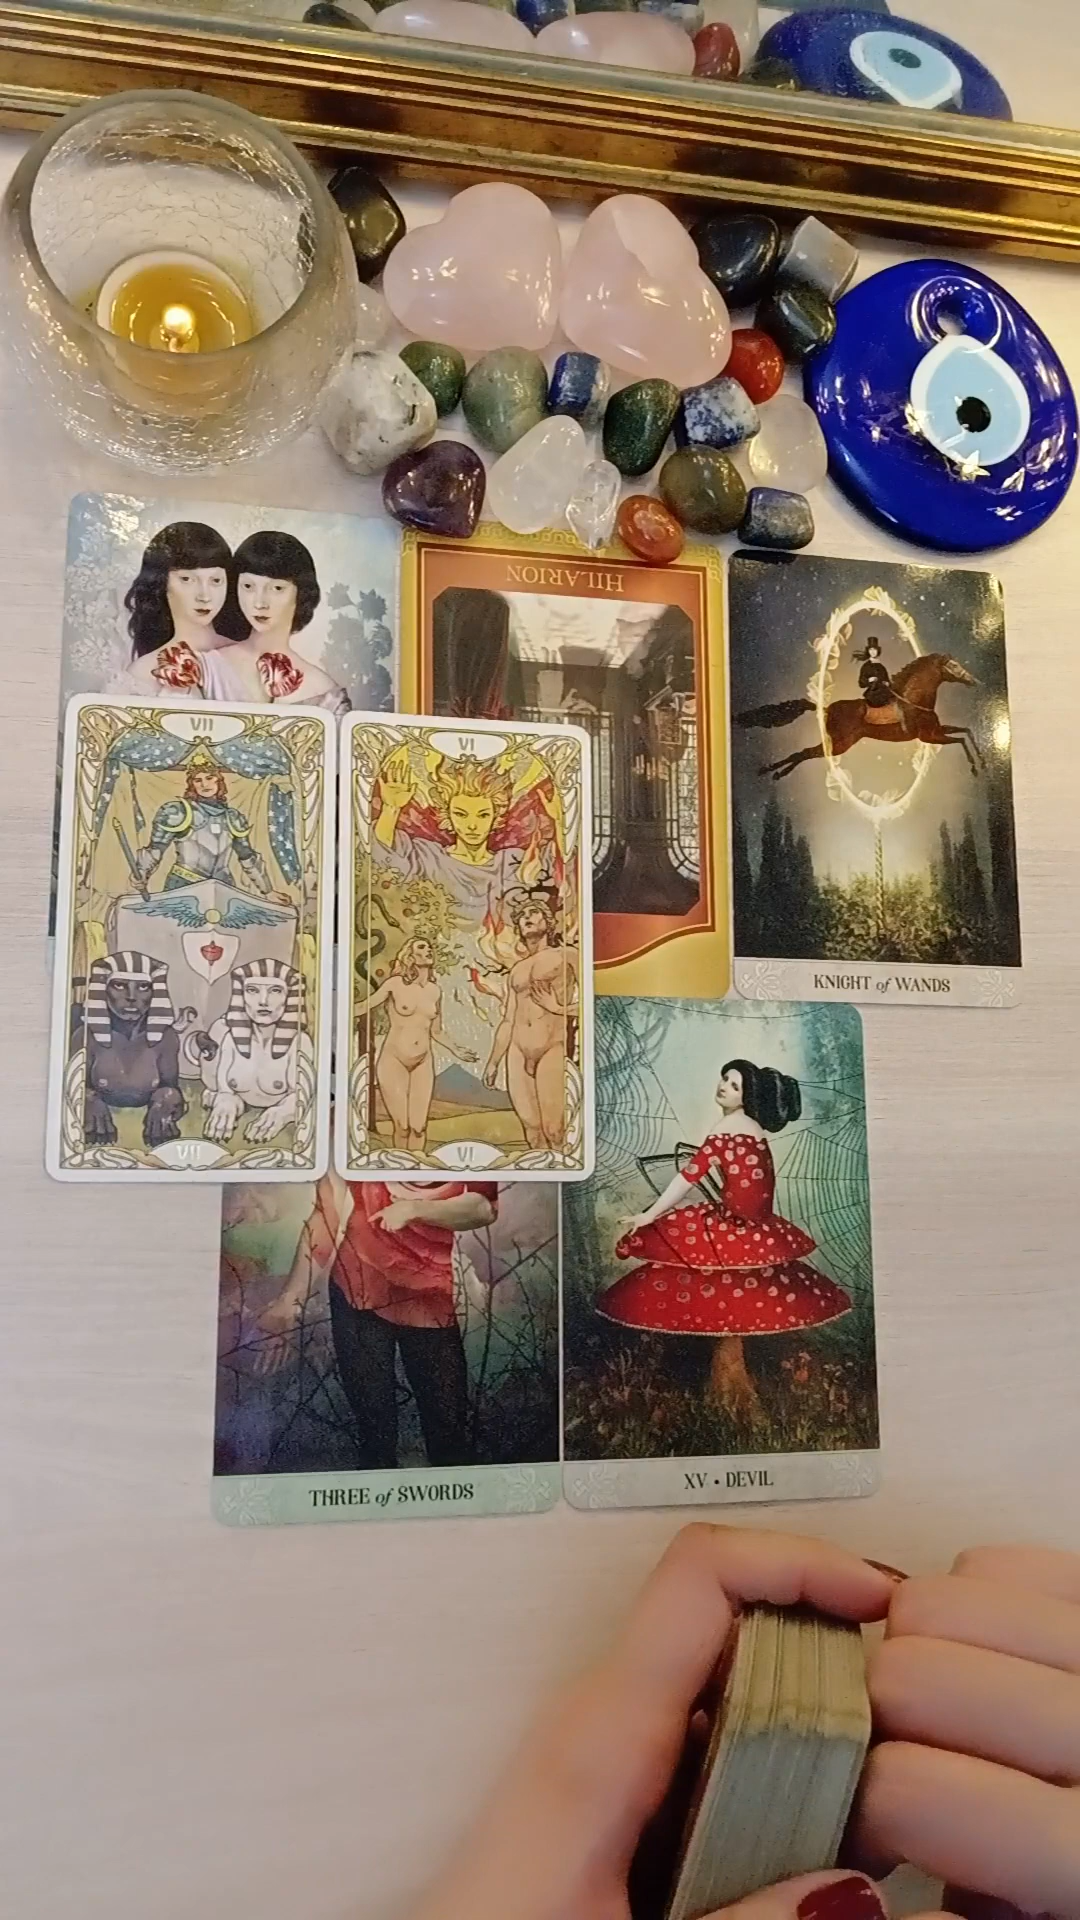 HILARION
VII
VI
KNIGHT of WANDS
VII
VI
THREE of SWORDS
XV • DEVIL